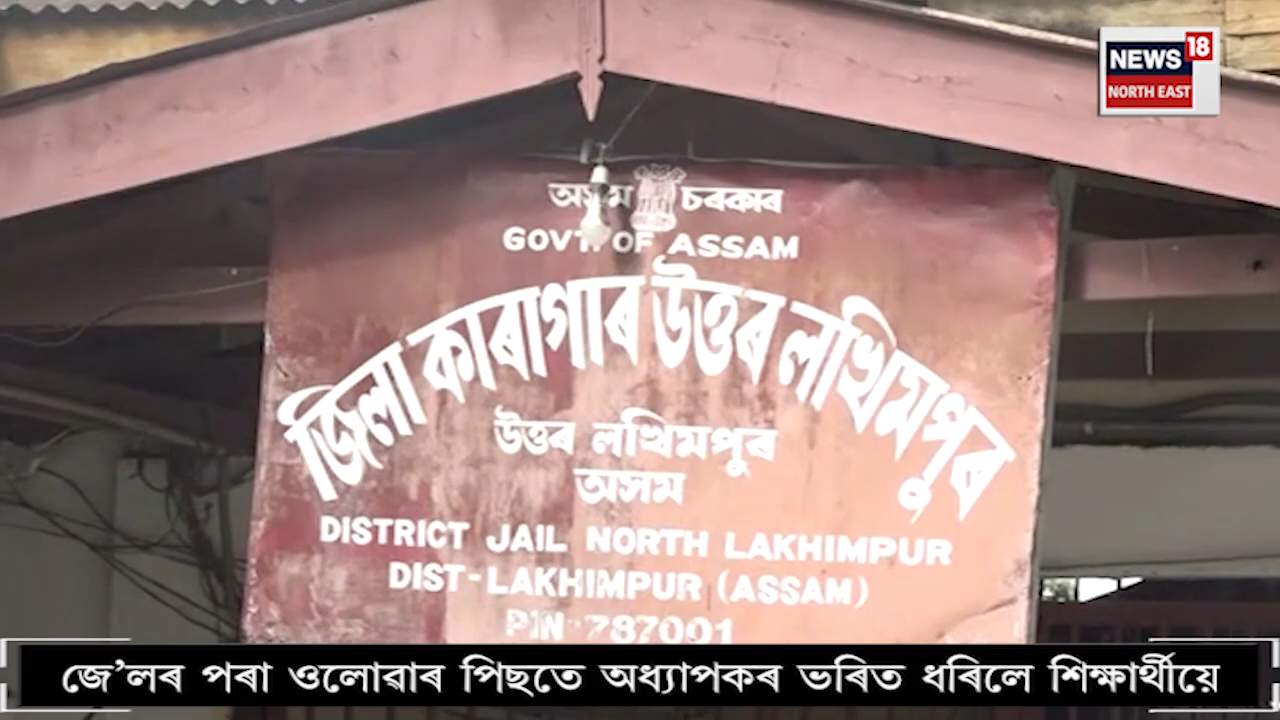 NEWS 18
NORTH EAST
অসম চৰকাৰ
GOVT. OF ASSAM
জিলা কাৰাগাৰ উত্তৰ লখিমপুৰ
উত্তৰ লখিমপুৰ
অসম
DISTRICT JAIL NORTH LAKHIMPUR
DIST-LAKHIMPUR (ASSAM)
PIN-787001
জে’লৰ পৰা ওলোৱাৰ পিছতে অধ্যাপকৰ ভৰিত ধৰিলে শিক্ষাৰ্থীয়ে